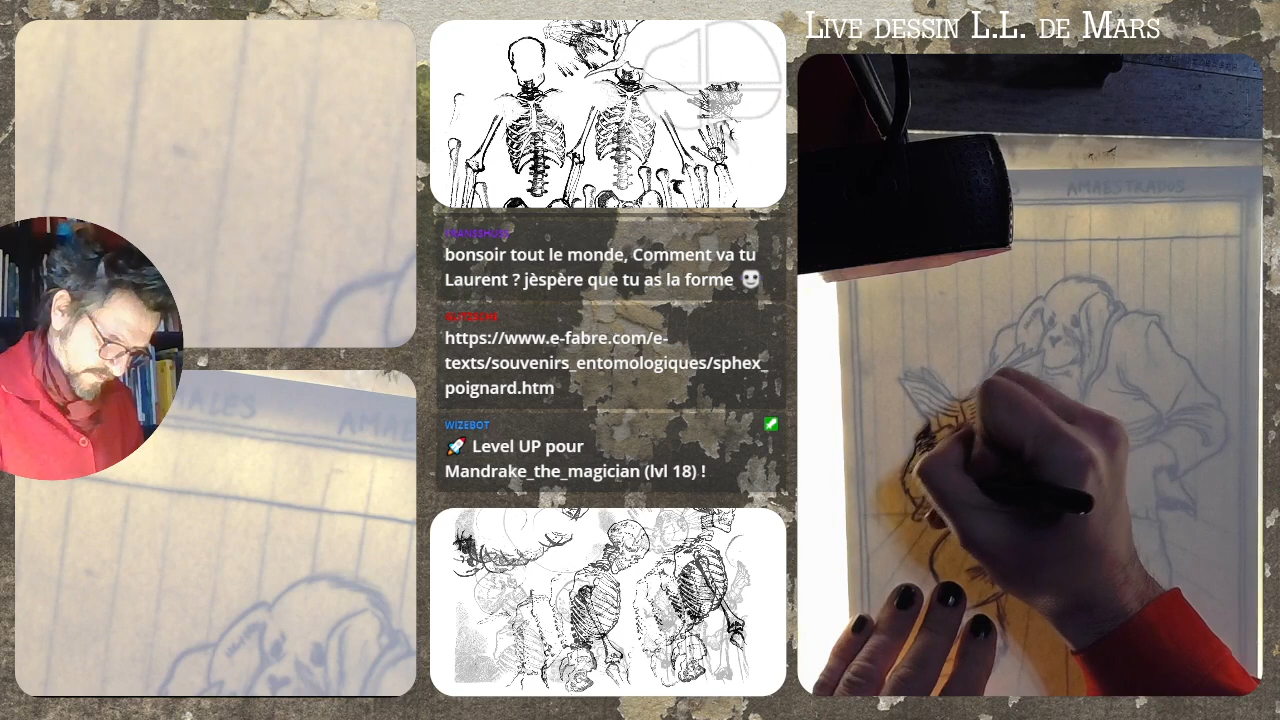 LIVE DESSIN L.L. DE MARS
bonsoir tout le monde, Comment va tu
Laurent ? jèspère que tu as la forme
https://www.e-fabre.com/e-
texts/souvenirs_entomologiques/sphex_
poignard.htm
WIZEBOT
🚀 Level UP pour
Mandrake_the_magician (lvl 18) !
AMAESTRADOS